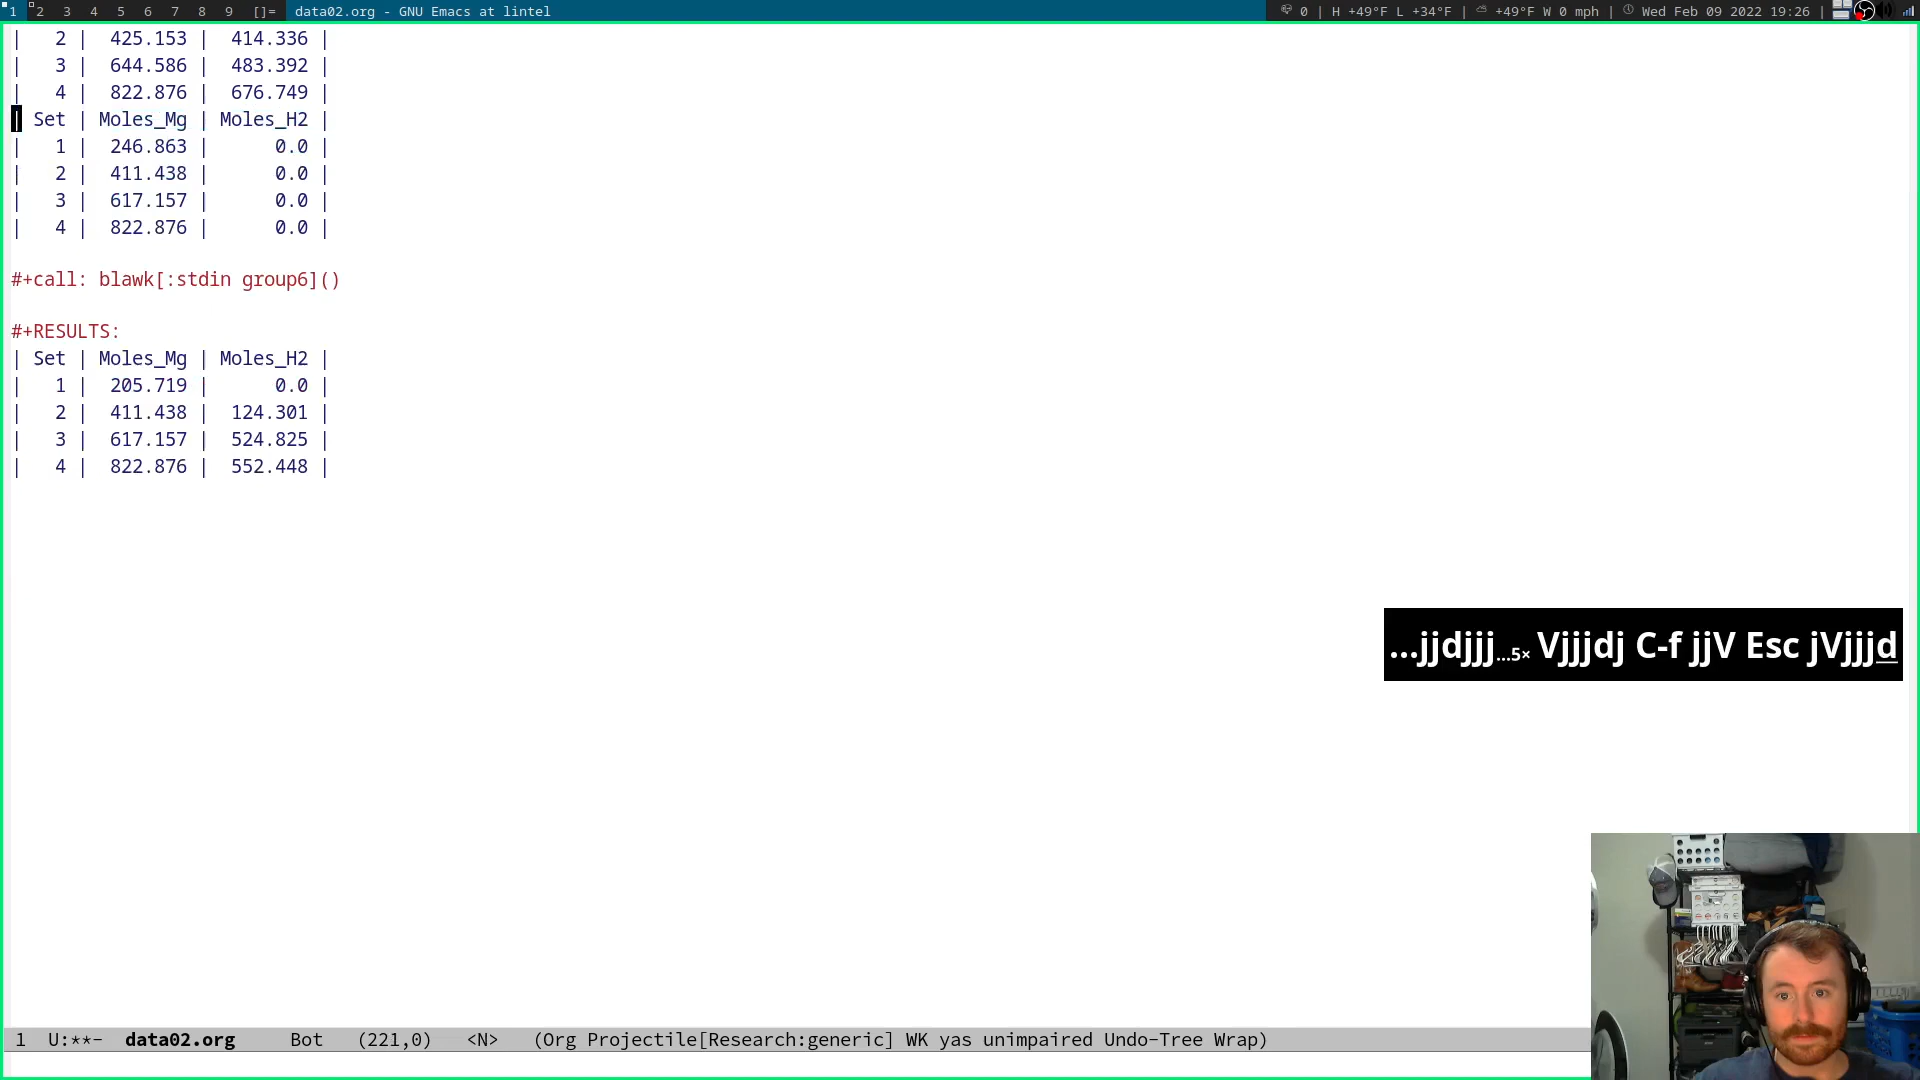 1 2 3 4 5 6 7 8 9 []= data02.org - GNU Emacs at lintel 0 | H +49°F L +34°F | +49°F W 0 mph | Wed Feb 09 2022 19:26 |
| 2 | 425.153 | 414.336 |
| 3 | 644.586 | 483.392 |
| 4 | 822.876 | 676.749 |
| Set | Moles_Mg | Moles_H2 |
| 1 | 246.863 | 0.0 |
| 2 | 411.438 | 0.0 |
| 3 | 617.157 | 0.0 |
| 4 | 822.876 | 0.0 |
#+call: blawk[:stdin group6]()
#+RESULTS:
| Set | Moles_Mg | Moles_H2 |
| 1 | 205.719 | 0.0 |
| 2 | 411.438 | 124.301 |
| 3 | 617.157 | 524.825 |
| 4 | 822.876 | 552.448 |
...jjdjjj...5× Vjjjdj C-f jjV Esc jVjjjd
1 U:**- data02.org Bot (221,0) <N> (Org Projectile[Research:generic] WK yas unimpaired Undo-Tree Wrap)